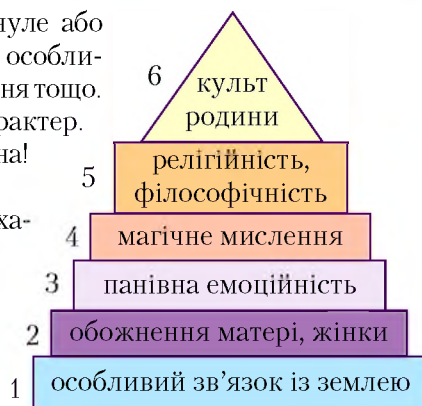 нуле або
особли-
ня тощо.
рактер.
на!
ха-
6
культ
родини
5
релігійність,
філософічність
4
магічне мислення
3
панівна емоційність
2
обожнення матері, жінки
1
особливий зв’язок із землею